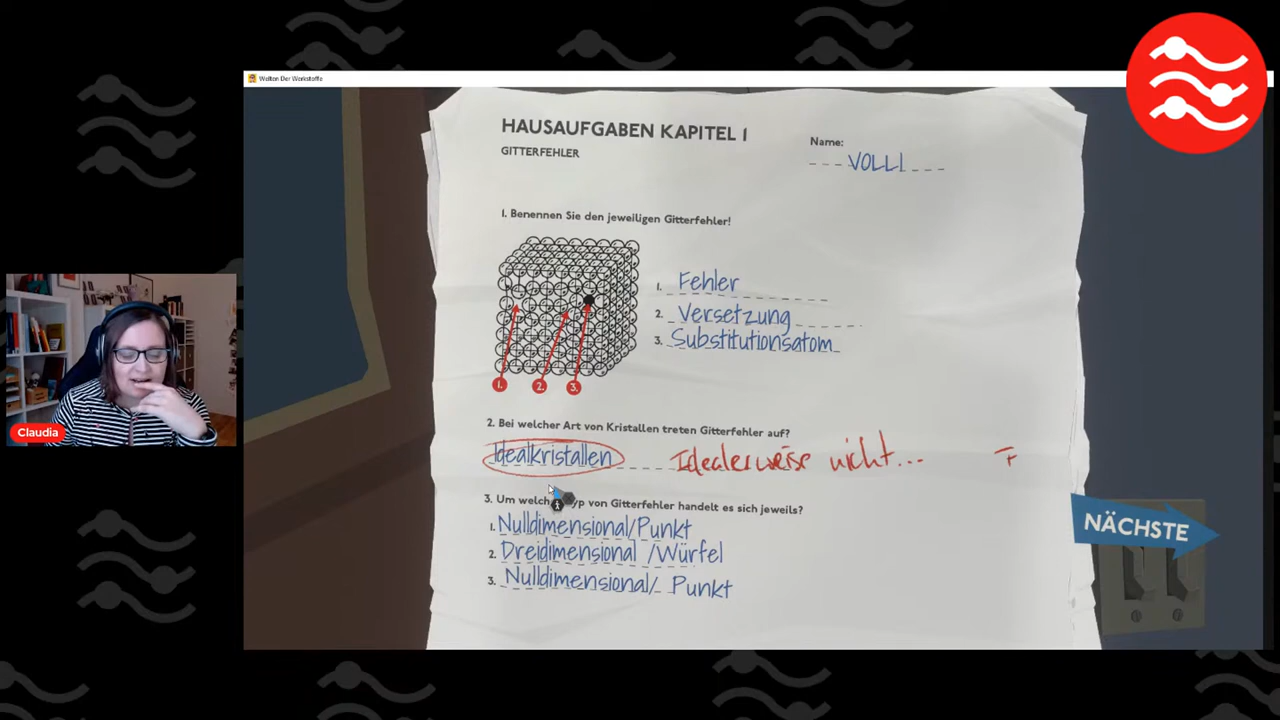 Welten Der Werkstoffe
HAUSAUFGABEN KAPITEL 1
GITTERFEHLER
Name:
VOLLI
1. Benennen Sie den jeweiligen Gitterfehler!
1. Fehler
2. Versetzung
3. Substitutionsatom
1. 2. 3.
2. Bei welcher Art von Kristallen treten Gitterfehler auf?
Idealkristallen Idealerweise nicht... F
3. Um welch yp von Gitterfehler handelt es sich jeweils?
1. Nulldimensional/Punkt
2. Dreidimensional /Würfel
3. Nulldimensional/ Punkt
NÄCHSTE
Claudia